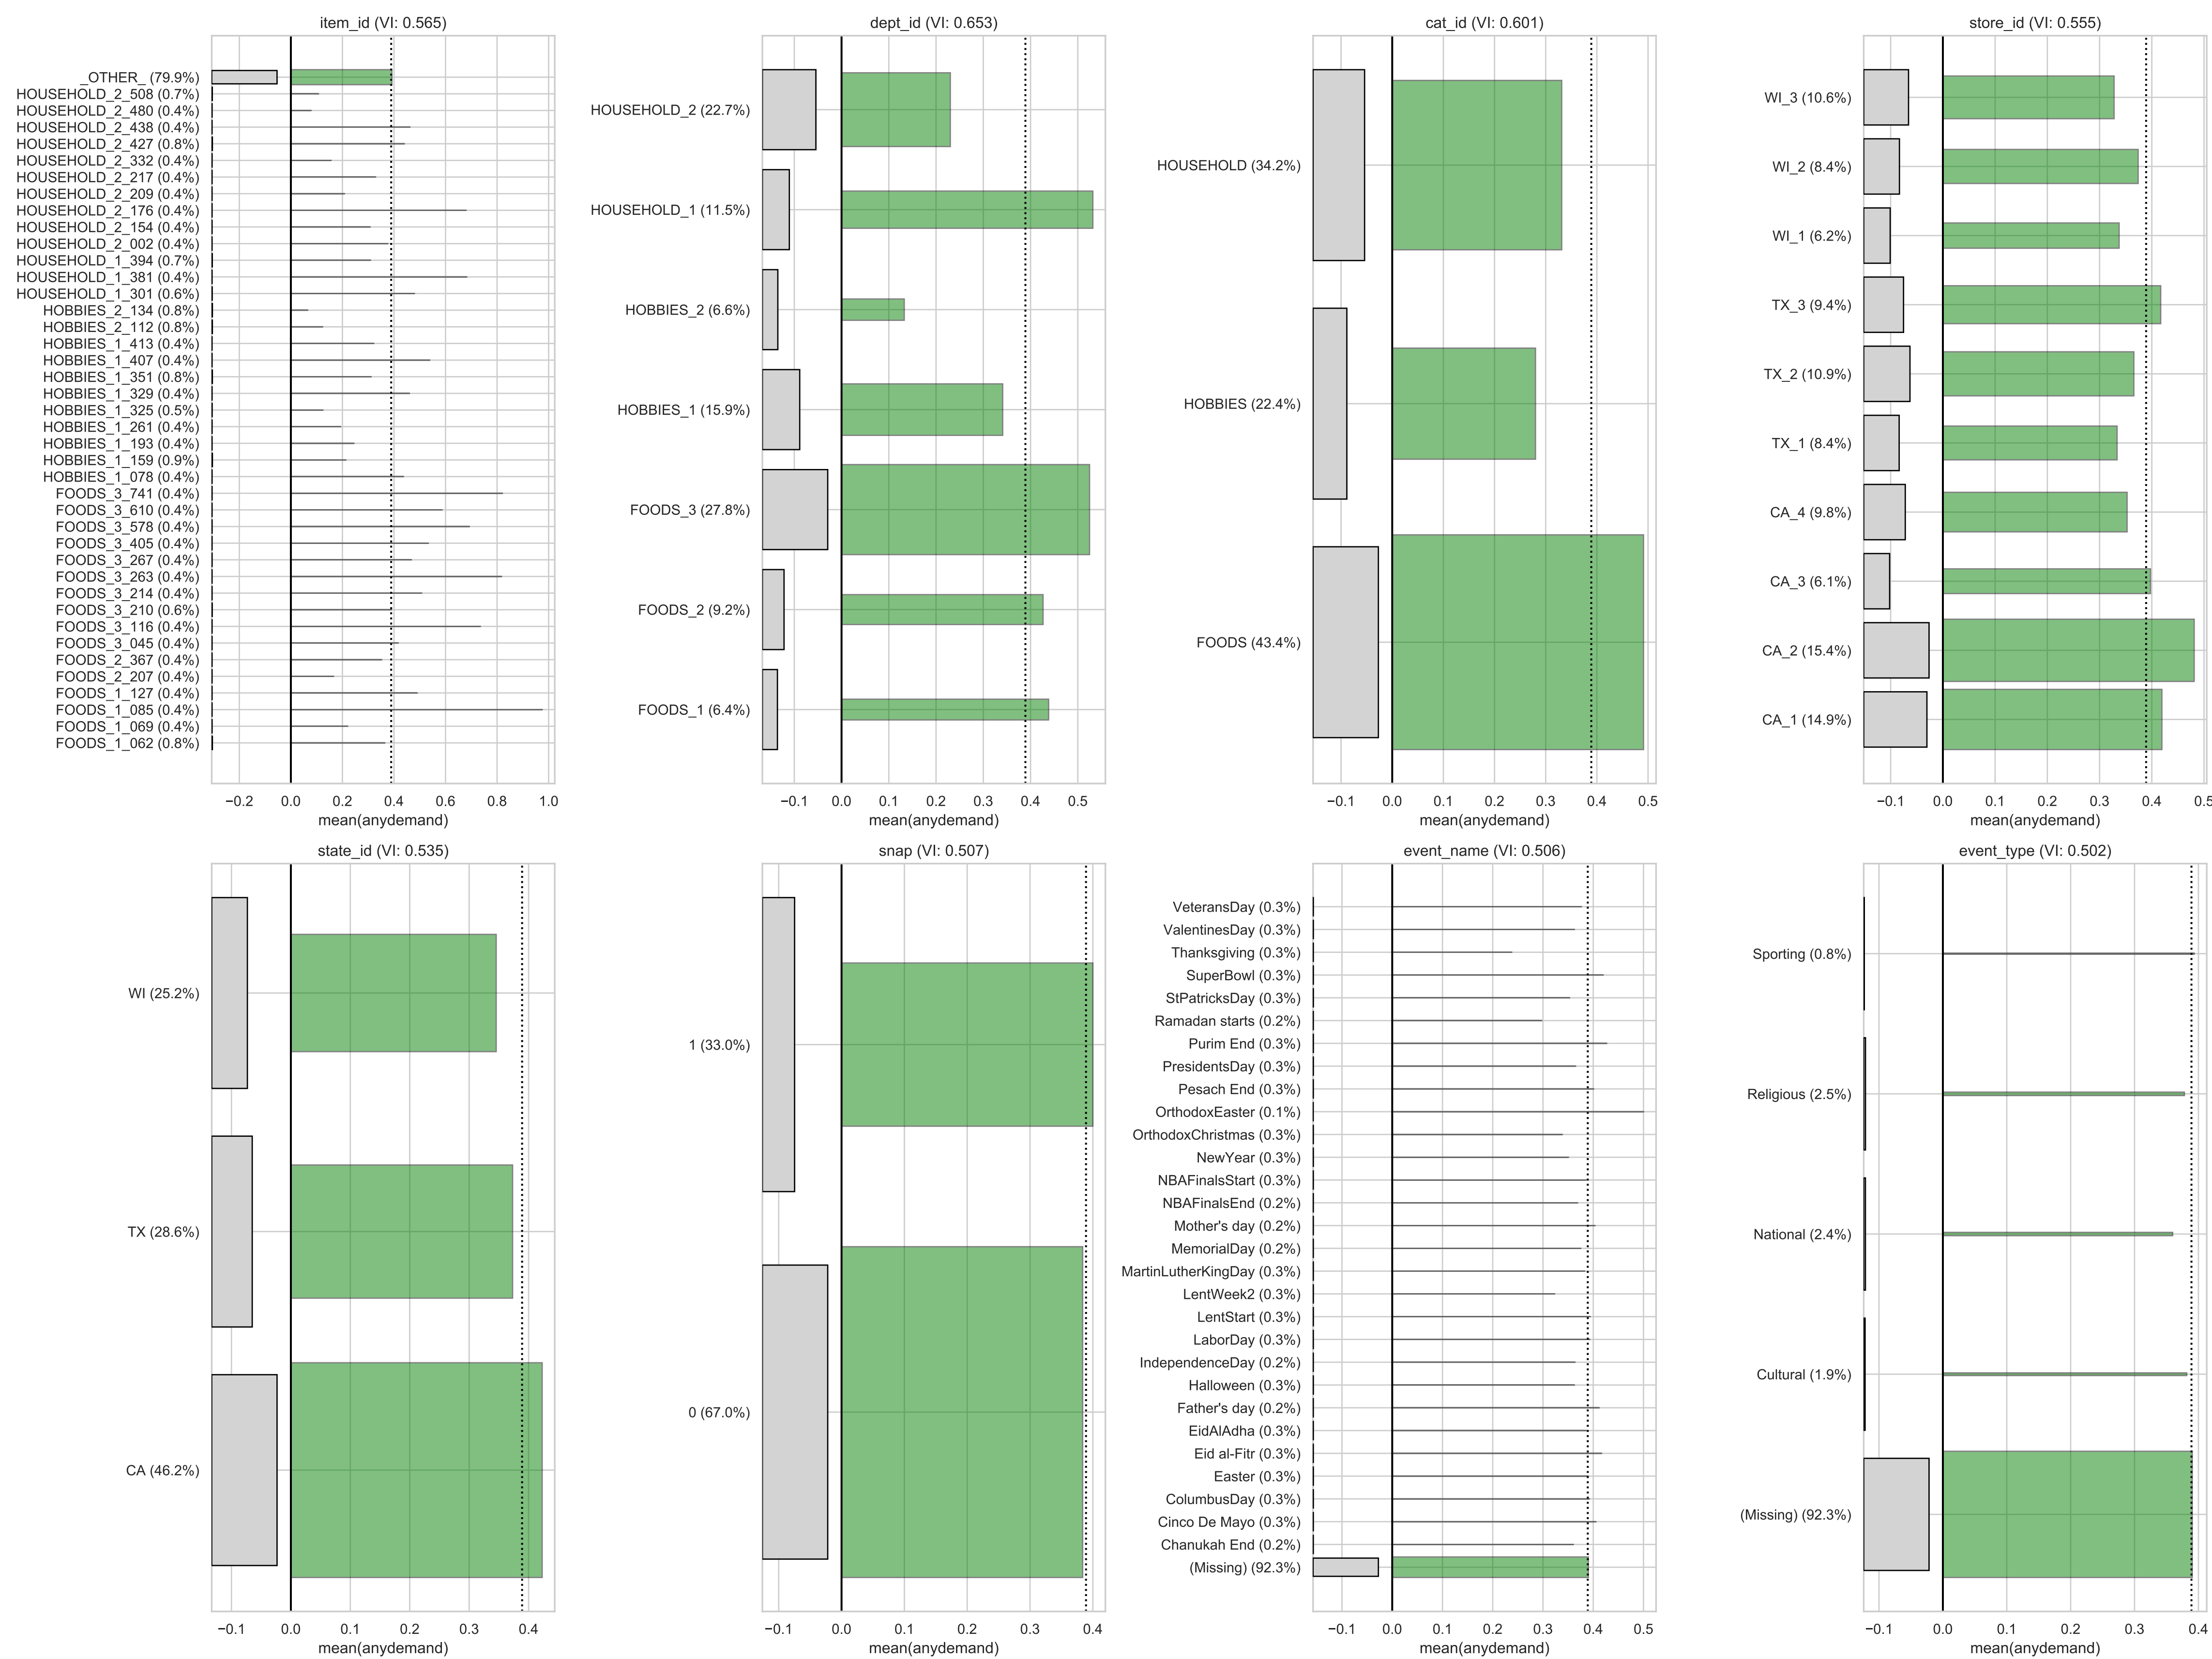 item_id (VI: 0.565)
_OTHER_ (79.9%)
HOUSEHOLD_2_508 (0.7%)
HOUSEHOLD_2_480 (0.4%)
HOUSEHOLD_2_438 (0.4%)
HOUSEHOLD_2_427 (0.8%)
HOUSEHOLD_2_332 (0.4%)
HOUSEHOLD_2_217 (0.4%)
HOUSEHOLD_2_209 (0.4%)
HOUSEHOLD_2_176 (0.4%)
HOUSEHOLD_2_154 (0.4%)
HOUSEHOLD_2_002 (0.4%)
HOUSEHOLD_1_394 (0.7%)
HOUSEHOLD_1_381 (0.4%)
HOUSEHOLD_1_301 (0.6%)
HOBBIES_2_134 (0.8%)
HOBBIES_2_112 (0.8%)
HOBBIES_1_413 (0.4%)
HOBBIES_1_407 (0.4%)
HOBBIES_1_351 (0.8%)
HOBBIES_1_329 (0.4%)
HOBBIES_1_325 (0.5%)
HOBBIES_1_261 (0.4%)
HOBBIES_1_193 (0.4%)
HOBBIES_1_159 (0.9%)
HOBBIES_1_078 (0.4%)
FOODS_3_741 (0.4%)
FOODS_3_610 (0.4%)
FOODS_3_578 (0.4%)
FOODS_3_405 (0.4%)
FOODS_3_267 (0.4%)
FOODS_3_263 (0.4%)
FOODS_3_214 (0.4%)
FOODS_3_210 (0.6%)
FOODS_3_116 (0.4%)
FOODS_3_045 (0.4%)
FOODS_2_367 (0.4%)
FOODS_2_207 (0.4%)
FOODS_1_127 (0.4%)
FOODS_1_085 (0.4%)
FOODS_1_069 (0.4%)
FOODS_1_062 (0.8%)
−0.2 0.0 0.2 0.4 0.6 0.8 1.0
mean(anydemand)
dept_id (VI: 0.653)
HOUSEHOLD_2 (22.7%)
HOUSEHOLD_1 (11.5%)
HOBBIES_2 (6.6%)
HOBBIES_1 (15.9%)
FOODS_3 (27.8%)
FOODS_2 (9.2%)
FOODS_1 (6.4%)
−0.1 0.0 0.1 0.2 0.3 0.4 0.5
mean(anydemand)
cat_id (VI: 0.601)
HOUSEHOLD (34.2%)
HOBBIES (22.4%)
FOODS (43.4%)
−0.1 0.0 0.1 0.2 0.3 0.4 0.5
mean(anydemand)
store_id (VI: 0.555)
WI_3 (10.6%)
WI_2 (8.4%)
WI_1 (6.2%)
TX_3 (9.4%)
TX_2 (10.9%)
TX_1 (8.4%)
CA_4 (9.8%)
CA_3 (6.1%)
CA_2 (15.4%)
CA_1 (14.9%)
−0.1 0.0 0.1 0.2 0.3 0.4 0.5
mean(anydemand)
state_id (VI: 0.535)
WI (25.2%)
TX (28.6%)
CA (46.2%)
−0.1 0.0 0.1 0.2 0.3 0.4
mean(anydemand)
snap (VI: 0.507)
1 (33.0%)
0 (67.0%)
−0.1 0.0 0.1 0.2 0.3 0.4
mean(anydemand)
event_name (VI: 0.506)
VeteransDay (0.3%)
ValentinesDay (0.3%)
Thanksgiving (0.3%)
SuperBowl (0.3%)
StPatricksDay (0.3%)
Ramadan starts (0.2%)
Purim End (0.3%)
PresidentsDay (0.3%)
Pesach End (0.3%)
OrthodoxEaster (0.1%)
OrthodoxChristmas (0.3%)
NewYear (0.3%)
NBAFinalsStart (0.3%)
NBAFinalsEnd (0.2%)
Mother's day (0.2%)
MemorialDay (0.2%)
MartinLutherKingDay (0.3%)
LentWeek2 (0.3%)
LentStart (0.3%)
LaborDay (0.3%)
IndependenceDay (0.2%)
Halloween (0.3%)
Father's day (0.2%)
EidAlAdha (0.3%)
Eid al-Fitr (0.3%)
Easter (0.3%)
ColumbusDay (0.3%)
Cinco De Mayo (0.3%)
Chanukah End (0.2%)
(Missing) (92.3%)
−0.1 0.0 0.1 0.2 0.3 0.4 0.5
mean(anydemand)
event_type (VI: 0.502)
Sporting (0.8%)
Religious (2.5%)
National (2.4%)
Cultural (1.9%)
(Missing) (92.3%)
−0.1 0.0 0.1 0.2 0.3 0.4
mean(anydemand)